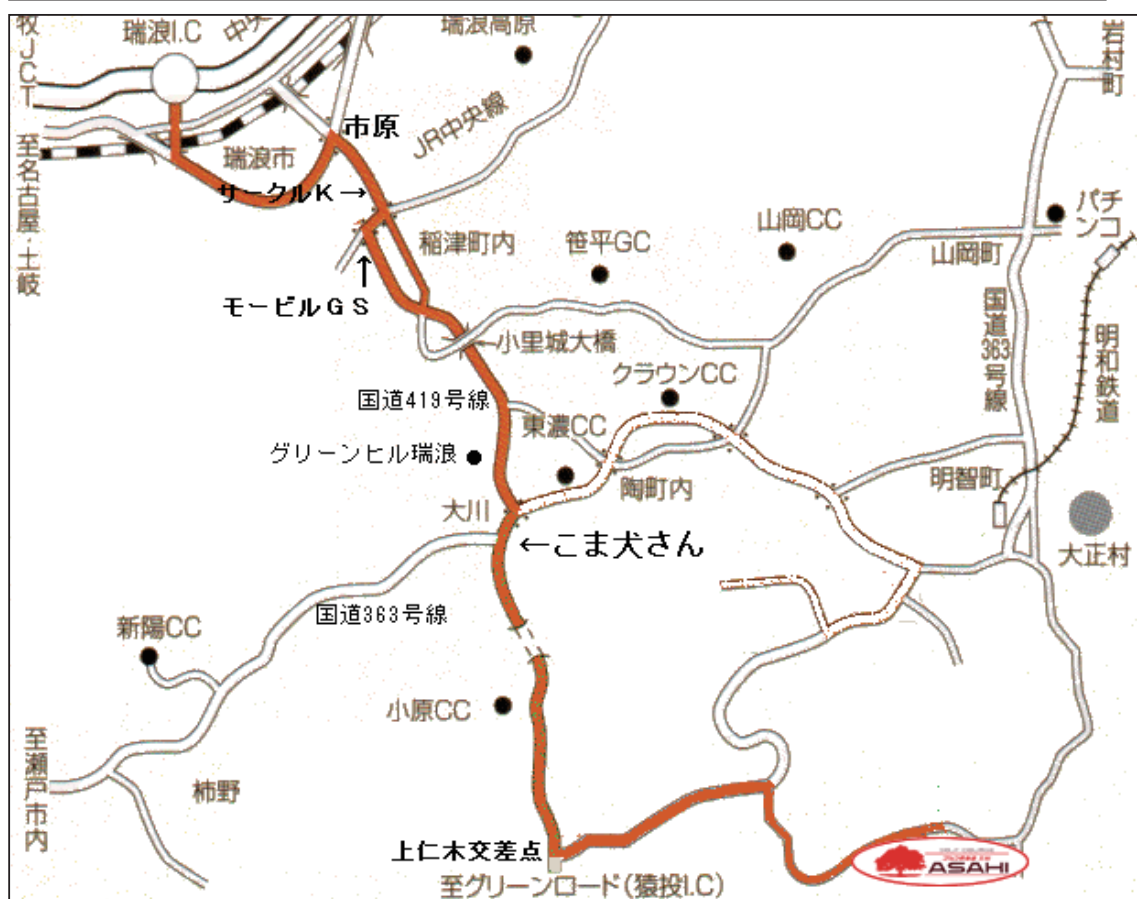 瑞浪I.C
中央
瑞浪高原
岩村町
牧JCT
至名古屋・土岐
市原
JR中央線
瑞浪市
サークルK→
パチンコ
山岡CC
山岡町
稲津町内
笹平GC
↑
モービルGS
国道363号線
明和鉄道
小里城大橋
クラウンCC
国道419号線
東濃CC
グリーンヒル瑞浪
陶町内
明智町
大川
←こま犬さん
大正村
国道363号線
新陽CC
小原CC
至瀬戸市内
柿野
上仁木交差点
ASAHI
至グリーンロード(猿投I.C)